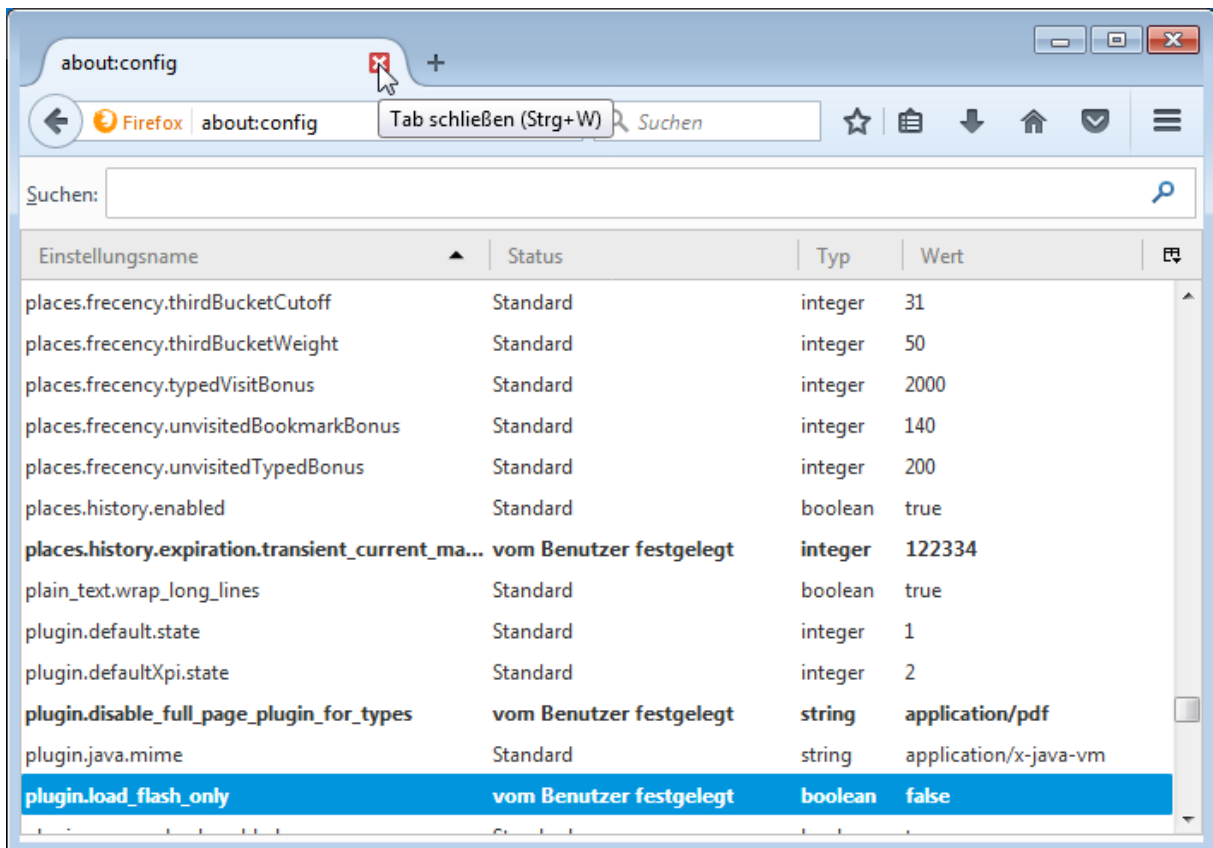 about:config
Firefox about:config Tab schließen (Strg+W) Suchen
Suchen:
Einstellungsname Status Typ Wert
places.frecency.thirdBucketCutoff Standard integer 31
places.frecency.thirdBucketWeight Standard integer 50
places.frecency.typedVisitBonus Standard integer 2000
places.frecency.unvisitedBookmarkBonus Standard integer 140
places.frecency.unvisitedTypedBonus Standard integer 200
places.history.enabled Standard boolean true
places.history.expiration.transient_current_ma... vom Benutzer festgelegt integer 122334
plain_text.wrap_long_lines Standard boolean true
plugin.default.state Standard integer 1
plugin.defaultXpi.state Standard integer 2
plugin.disable_full_page_plugin_for_types vom Benutzer festgelegt string application/pdf
plugin.java.mime Standard string application/x-java-vm
plugin.load_flash_only vom Benutzer festgelegt boolean false